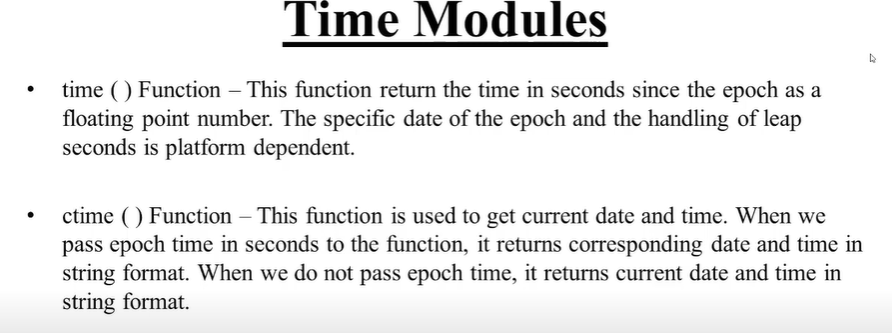 Time Modules
• time ( ) Function – This function return the time in seconds since the epoch as a
floating point number. The specific date of the epoch and the handling of leap
seconds is platform dependent.
• ctime ( ) Function – This function is used to get current date and time. When we
pass epoch time in seconds to the function, it returns corresponding date and time in
string format. When we do not pass epoch time, it returns current date and time in
string format.